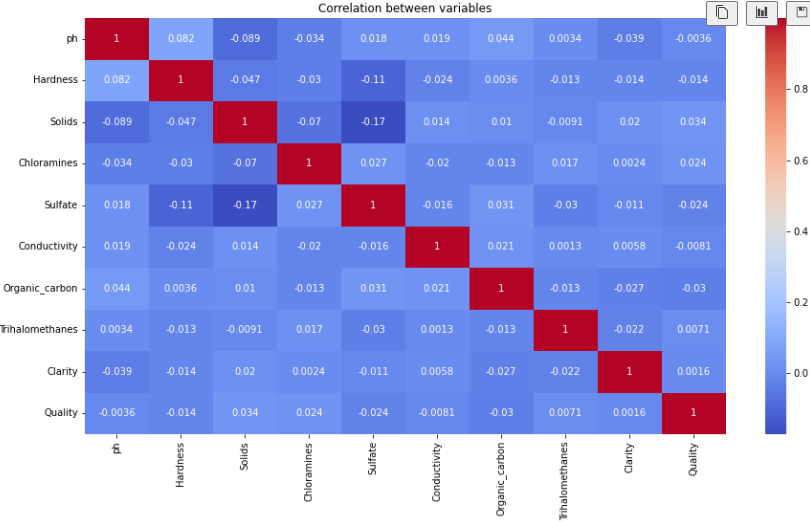 Correlation between variables
ph 1 0.082 -0.089 -0.034 0.018 0.019 0.044 0.0034 -0.039 -0.0036
Hardness 0.082 1 -0.047 -0.03 -0.11 -0.024 0.0036 -0.013 -0.014 -0.014
Solids -0.089 -0.047 1 -0.07 -0.17 0.014 0.01 -0.0091 0.02 0.034
Chloramines -0.034 -0.03 -0.07 1 0.027 -0.02 -0.013 0.017 0.0024 0.024
Sulfate 0.018 -0.11 -0.17 0.027 1 -0.016 0.031 -0.03 -0.011 -0.024
Conductivity 0.019 -0.024 0.014 -0.02 -0.016 1 0.021 0.0013 0.0058 -0.0081
Organic_carbon 0.044 0.0036 0.01 -0.013 0.031 0.021 1 -0.013 -0.027 -0.03
Trihalomethanes 0.0034 -0.013 -0.0091 0.017 -0.03 0.0013 -0.013 1 -0.022 0.0071
Clarity -0.039 -0.014 0.02 0.0024 -0.011 0.0058 -0.027 -0.022 1 0.0016
Quality -0.0036 -0.014 0.034 0.024 -0.024 -0.0081 -0.03 0.0071 0.0016 1
ph Hardness Solids Chloramines Sulfate Conductivity Organic_carbon Trihalomethanes Clarity Quality
0.8
0.6
0.4
0.2
0.0